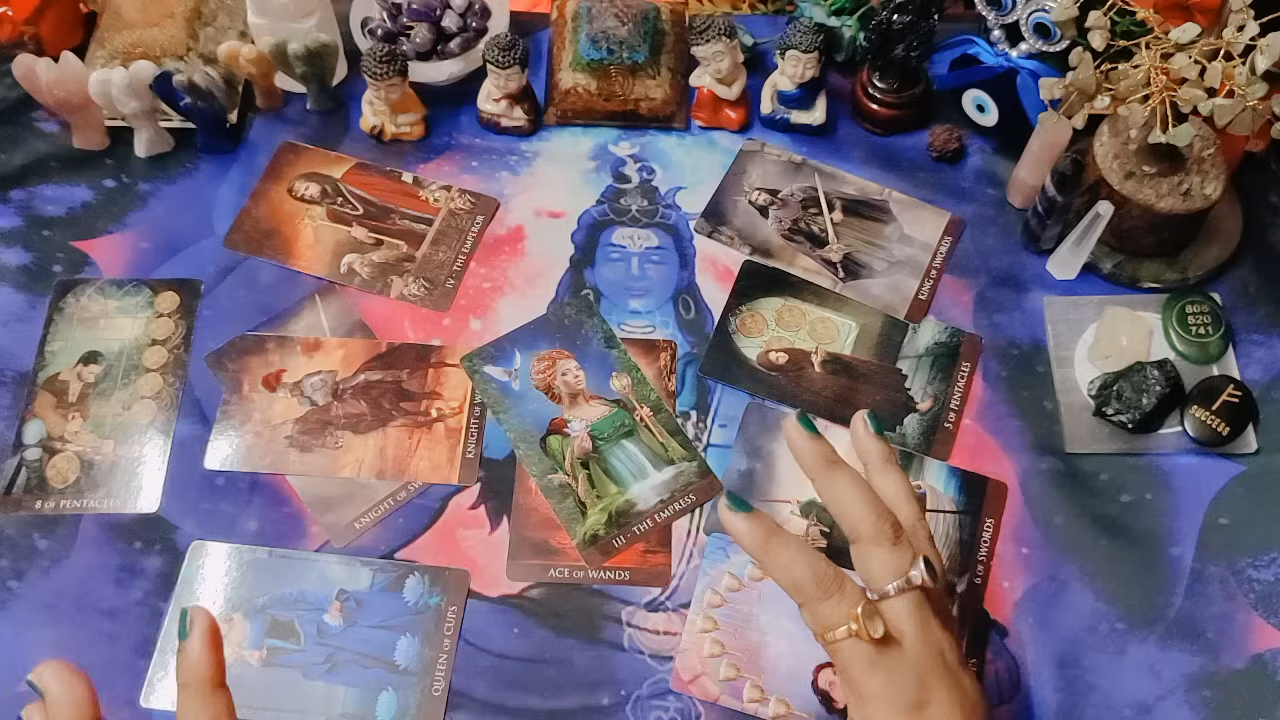 IV - THE EMPEROR
KING OF SWORDS
805
520
741
SUCCESS
5 OF PENTACLES
KNIGHT OF W
8 OF PENTACLES
KNIGHT OF SW
III - THE EMPRESS
ACE OF WANDS
6 OF SWORDS
QUEEN OF CUPS